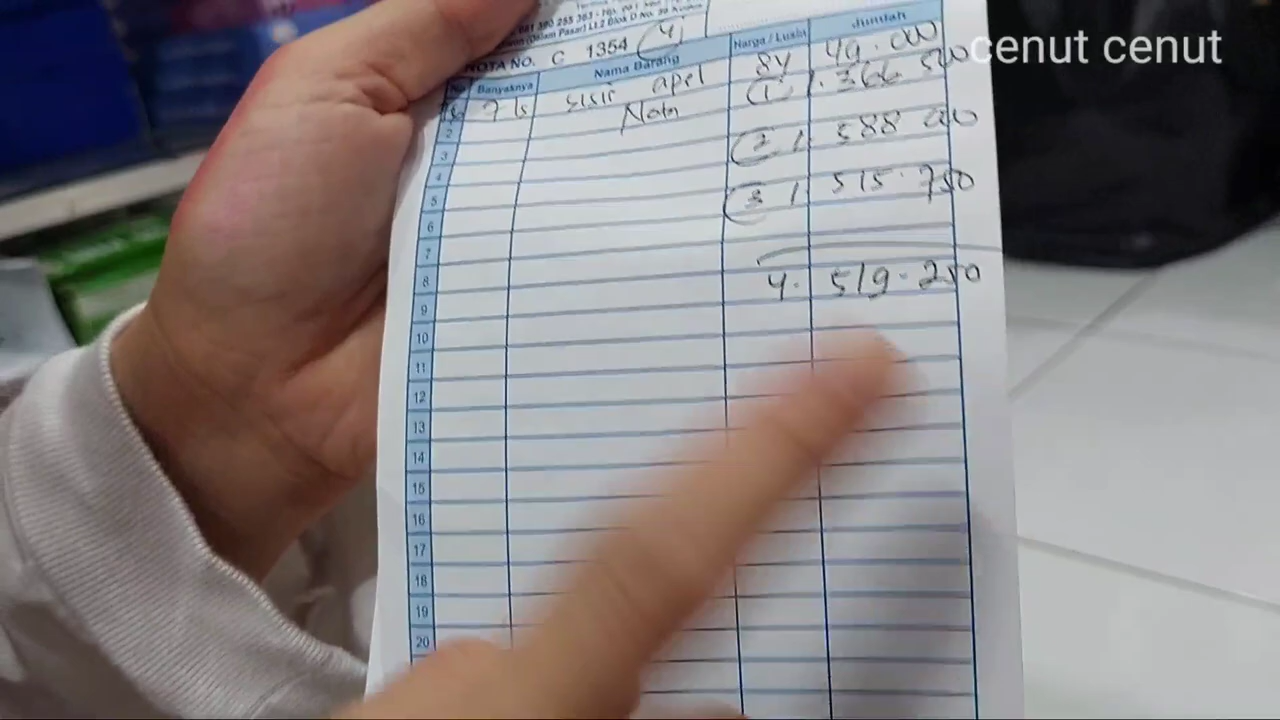 cenut cenut
(4)
NOTA NO. C 1354
No Banyaknya Nama Barang Harga / Lusin Jumlah
7 ls sisir apel 84 49.000
Nota (1) 1.366 500
2 (2) 1. 588 000
3
4 (3) 1 515.750
5
6
7
8 4. 519.250
9
10
11
12
13
14
15
16
17
18
19
20